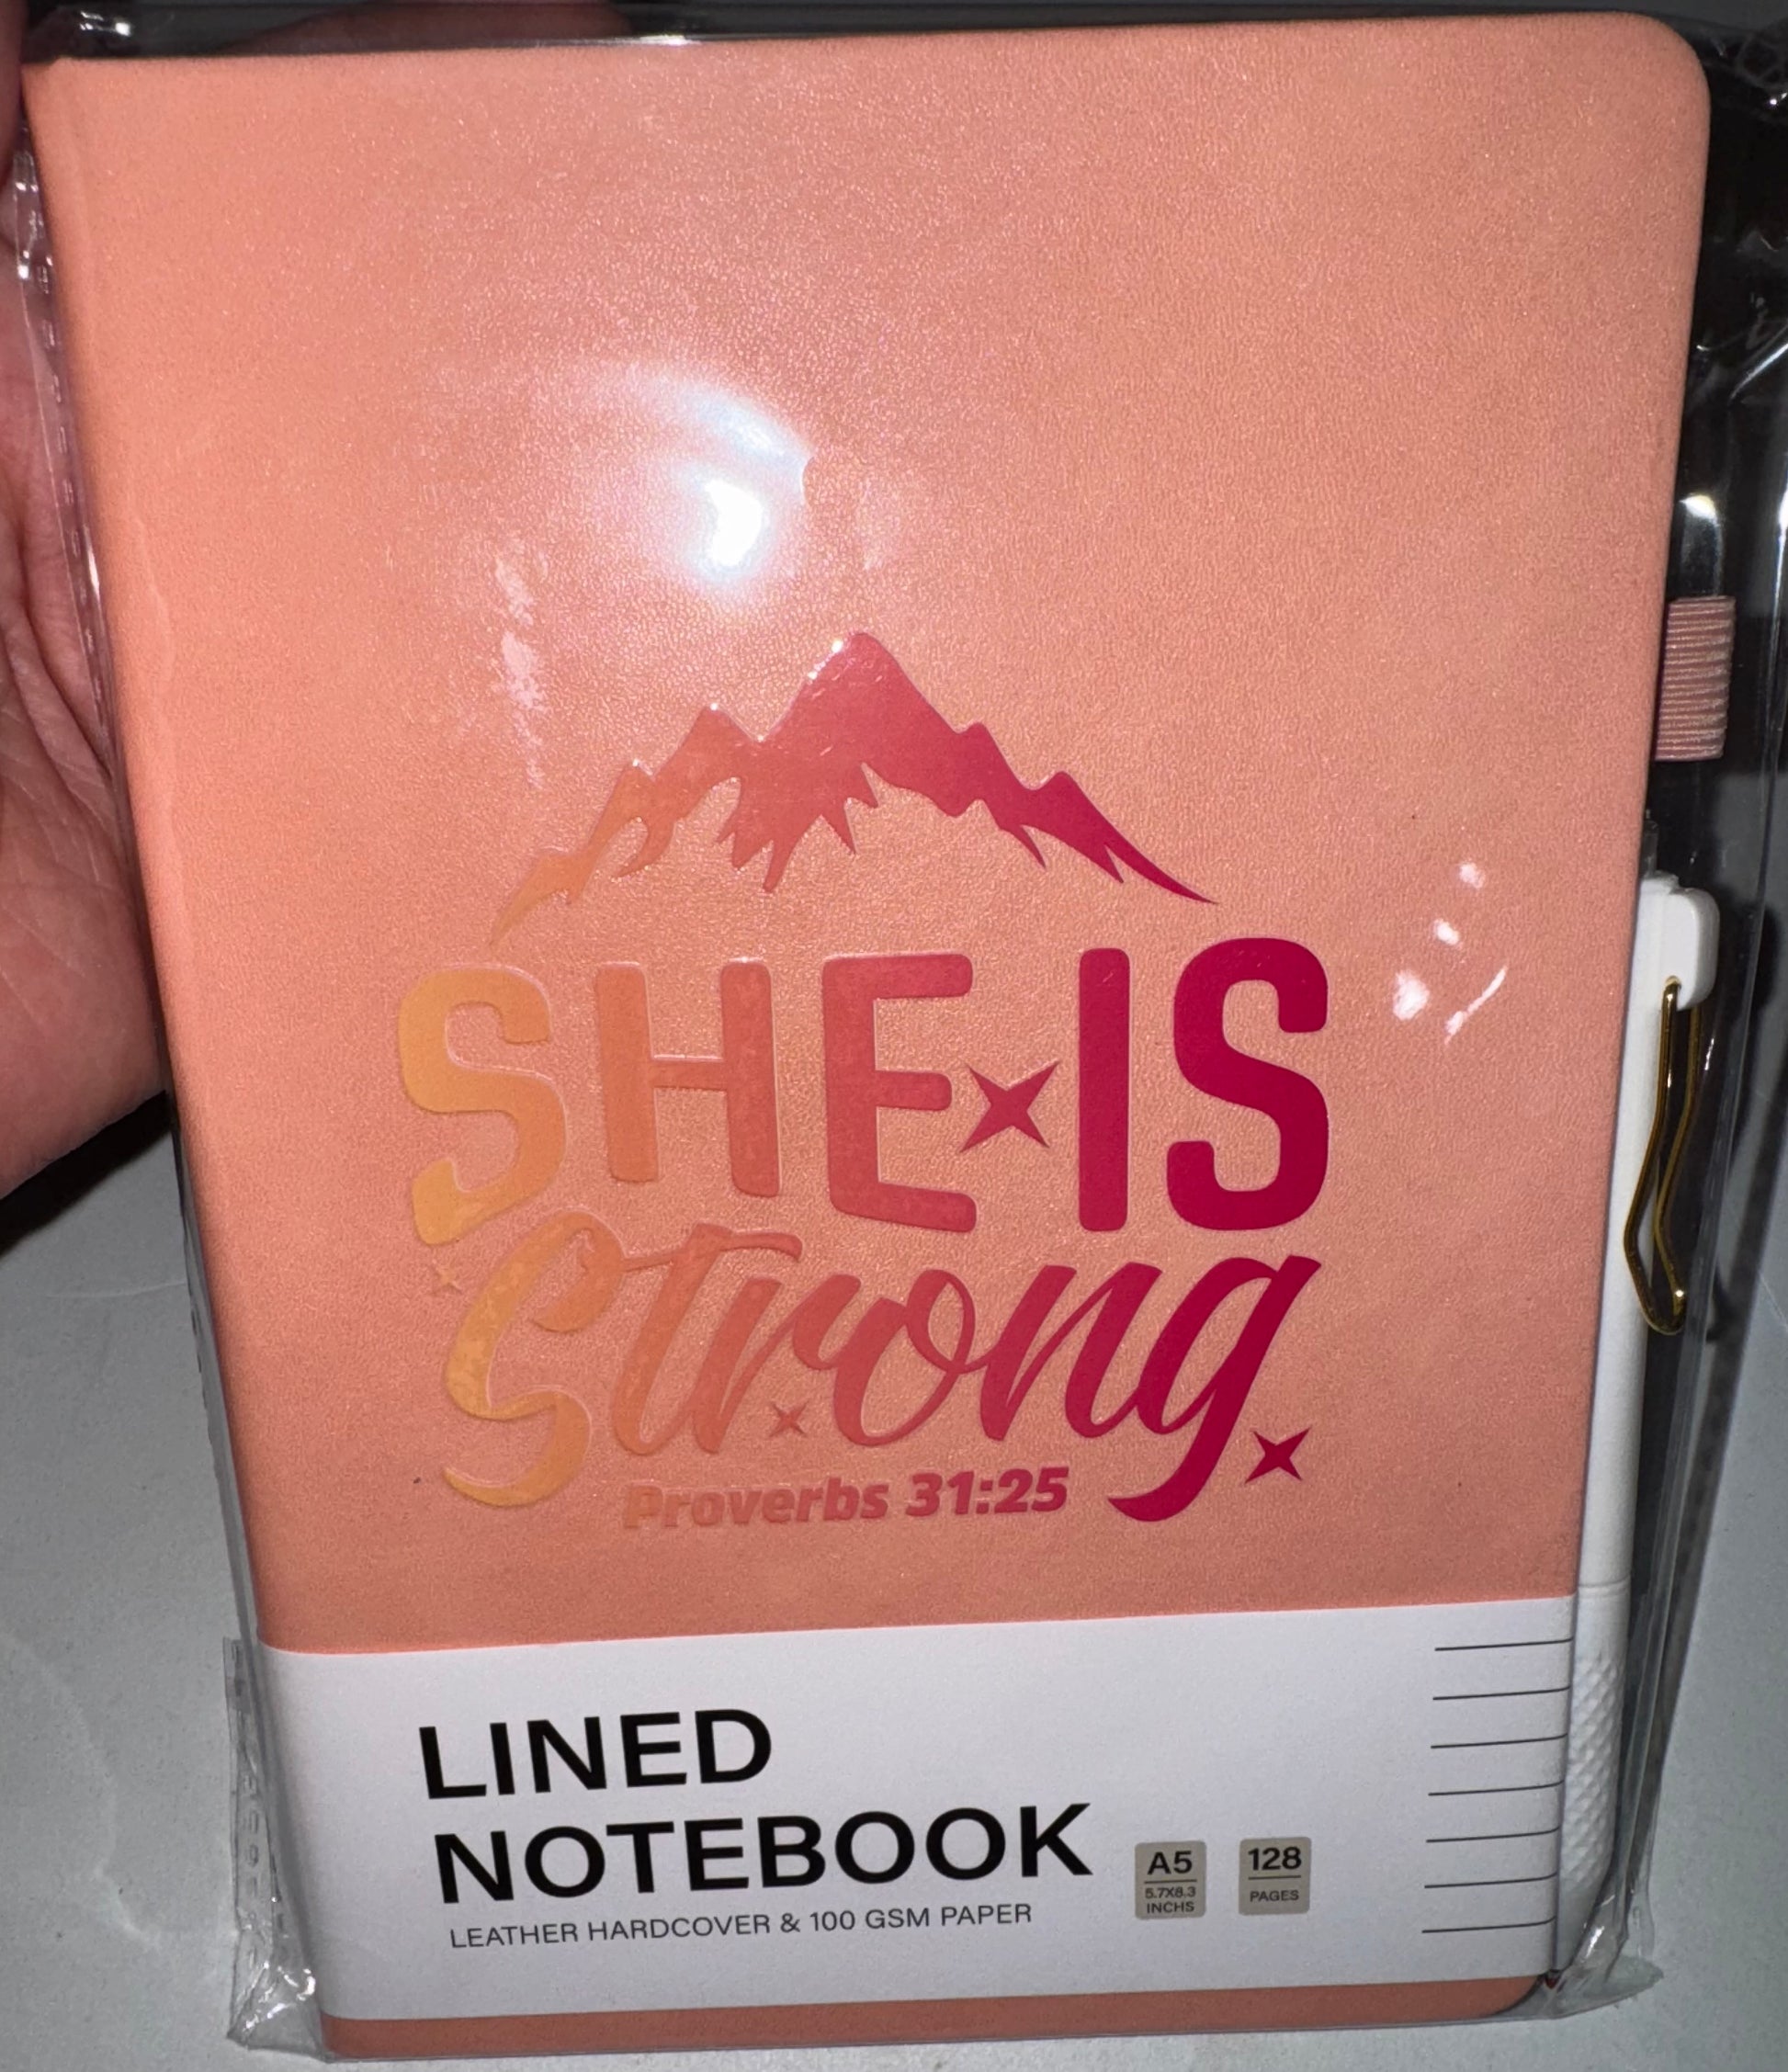 SHE IS
Strong
Proverbs 31:25
LINED
NOTEBOOK
LEATHER HARDCOVER & 100 GSM PAPER
A5
5.7X8.3
INCHS
128
PAGES